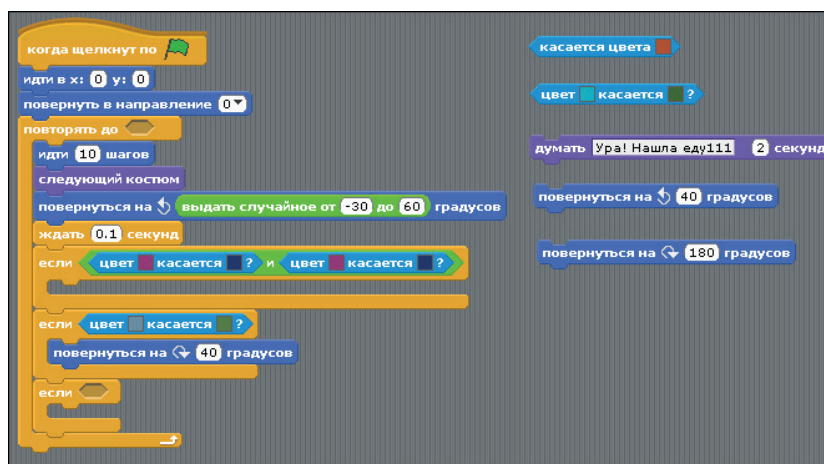 когда щелкнут по
идти в x: 0 y: 0
повернуть в направление 0
повторять до
идти 10 шагов
следующий костюм
повернуться на выдать случайное от -30 до 60 градусов
ждать 0.1 секунд
если цвет касается ? и цвет касается ?
если цвет касается ?
повернуться на 40 градусов
если
касается цвета
цвет касается ?
думать Ура! Нашла еду111 2 секунд
повернуться на 40 градусов
повернуться на 180 градусов